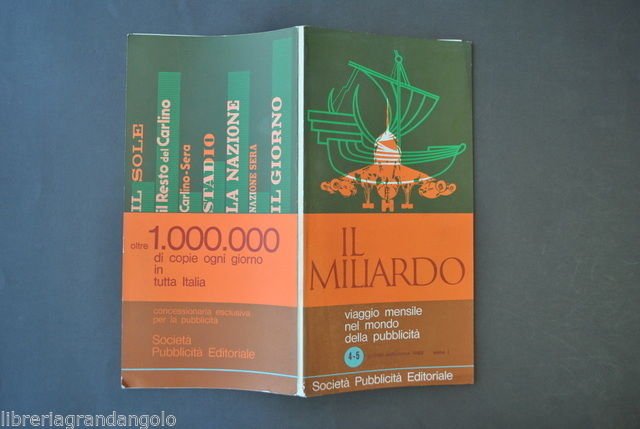 IL SOLE
il Resto del Carlino
Carlino-Sera
STADIO
LA NAZIONE
NAZIONE SERA
IL GIORNO
oltre 1.000.000
di copie ogni giorno
in
tutta Italia
concessionaria esclusiva
per la pubblicità
Società
Pubblicità Editoriale
IL
MILIARDO
viaggio mensile
nel mondo
della pubblicità
4-5
Società Pubblicità Editoriale
libreriagrandangolo